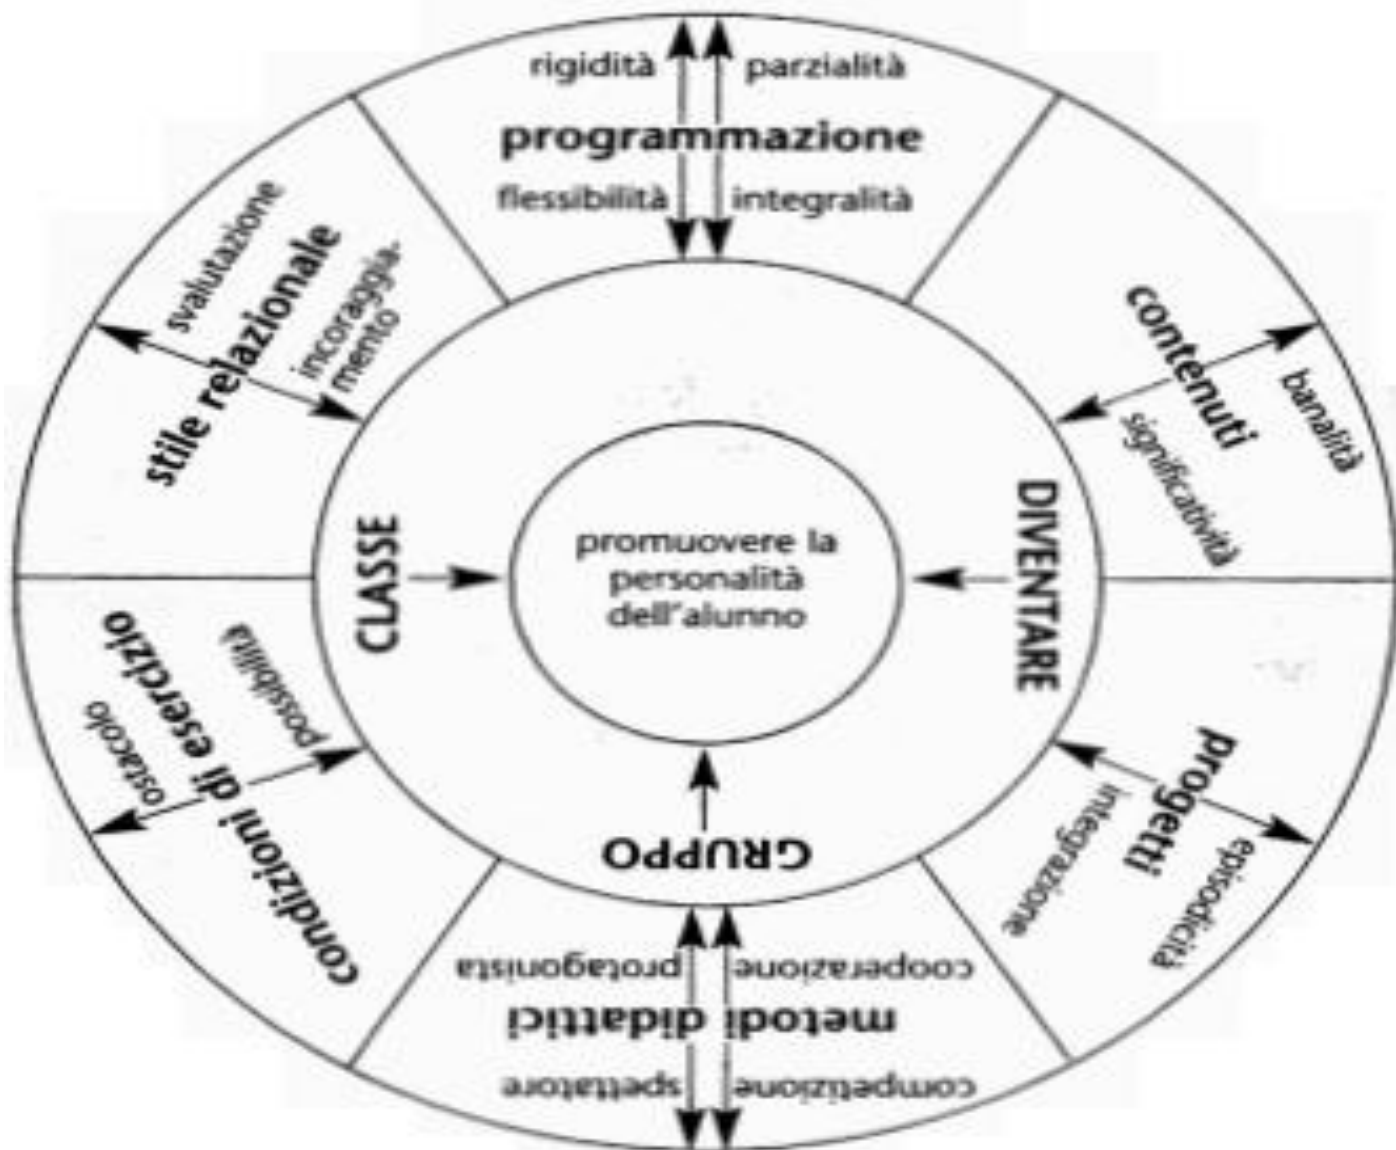 rigidità parzialità
programmazione
flessibilità integralità
contenuti
banalità
significatività
progetti
integrazione
episodicità
cooperazione protagonista
metodi didattici
competizione spettatore
condizioni di esercizio
possibilità
ostacolo
svalutazione
stile relazionale
incoraggia-
mento
DIVENTARE
GRUPPO
CLASSE
promuovere la
personalità
dell'alunno